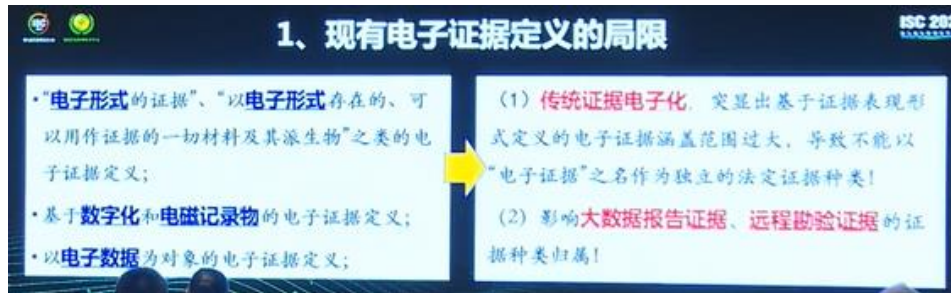 1、现有电子证据定义的局限
ISC 20
•“电子形式的证据”、“以电子形式存在的、可
以用作证据的一切材料及其派生物”之类的电
子证据定义；
•基于数字化和电磁记录物的电子证据定义；
•以电子数据为对象的电子证据定义；
（1）传统证据电子化，突显出基于证据表现形
式定义的电子证据涵盖范围过大，导致不能以
“电子证据”之名作为独立的法定证据种类！
（2）影响大数据报告证据、远程勘验证据的证
据种类归属！